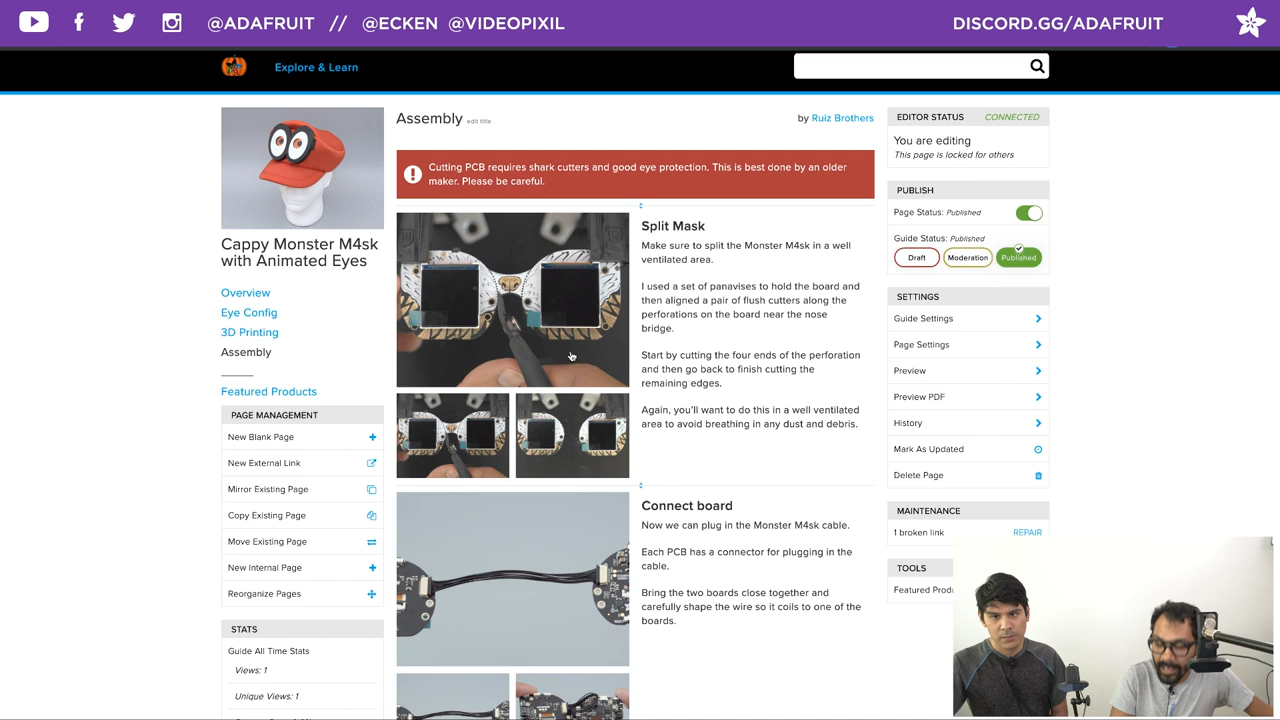 @ADAFRUIT // @ECKEN @VIDEOPIXIL
DISCORD.GG/ADAFRUIT
Explore & Learn
Cappy Monster M4sk
with Animated Eyes
Overview
Eye Config
3D Printing
Assembly
Featured Products
PAGE MANAGEMENT
New Blank Page
New External Link
Mirror Existing Page
Copy Existing Page
Move Existing Page
New Internal Page
Reorganize Pages
STATS
Guide All Time Stats
Views: 1
Unique Views: 1
Assembly edit title
by Ruiz Brothers
Cutting PCB requires shark cutters and good eye protection. This is best done by an older
maker. Please be careful.
Split Mask
Make sure to split the Monster M4sk in a well
ventilated area.
I used a set of panavises to hold the board and
then aligned a pair of flush cutters along the
perforations on the board near the nose
bridge.
Start by cutting the four ends of the perforation
and then go back to finish cutting the
remaining edges.
Again, you'll want to do this in a well ventilated
area to avoid breathing in any dust and debris.
Connect board
Now we can plug in the Monster M4sk cable.
Each PCB has a connector for plugging in the
cable.
Bring the two boards close together and
carefully shape the wire so it coils to one of the
boards.
EDITOR STATUS CONNECTED
You are editing
This page is locked for others
PUBLISH
Page Status: Published
Guide Status: Published
Draft Moderation Published
SETTINGS
Guide Settings
Page Settings
Preview
Preview PDF
History
Mark As Updated
Delete Page
MAINTENANCE
1 broken link REPAIR
TOOLS
Featured Prod